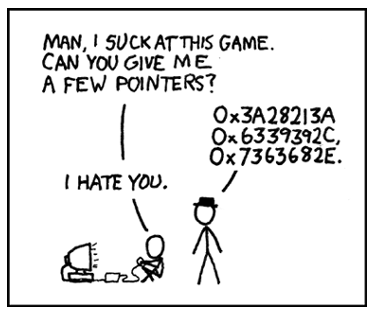 MAN, I SUCK AT THIS GAME.
CAN YOU GIVE ME
A FEW POINTERS?
0x3A28213A
0x6339392C,
0x7363682E.
I HATE YOU.